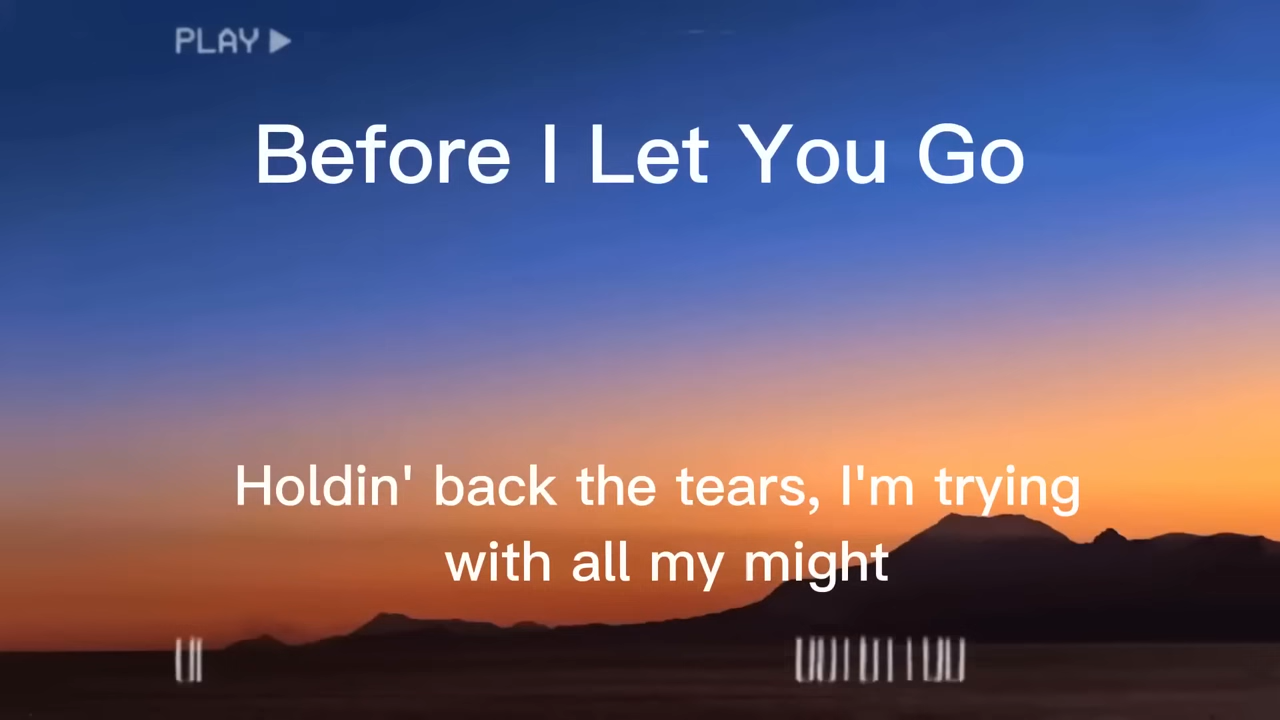 PLAY ▶
Before I Let You Go
Holdin' back the tears, I'm trying
with all my might